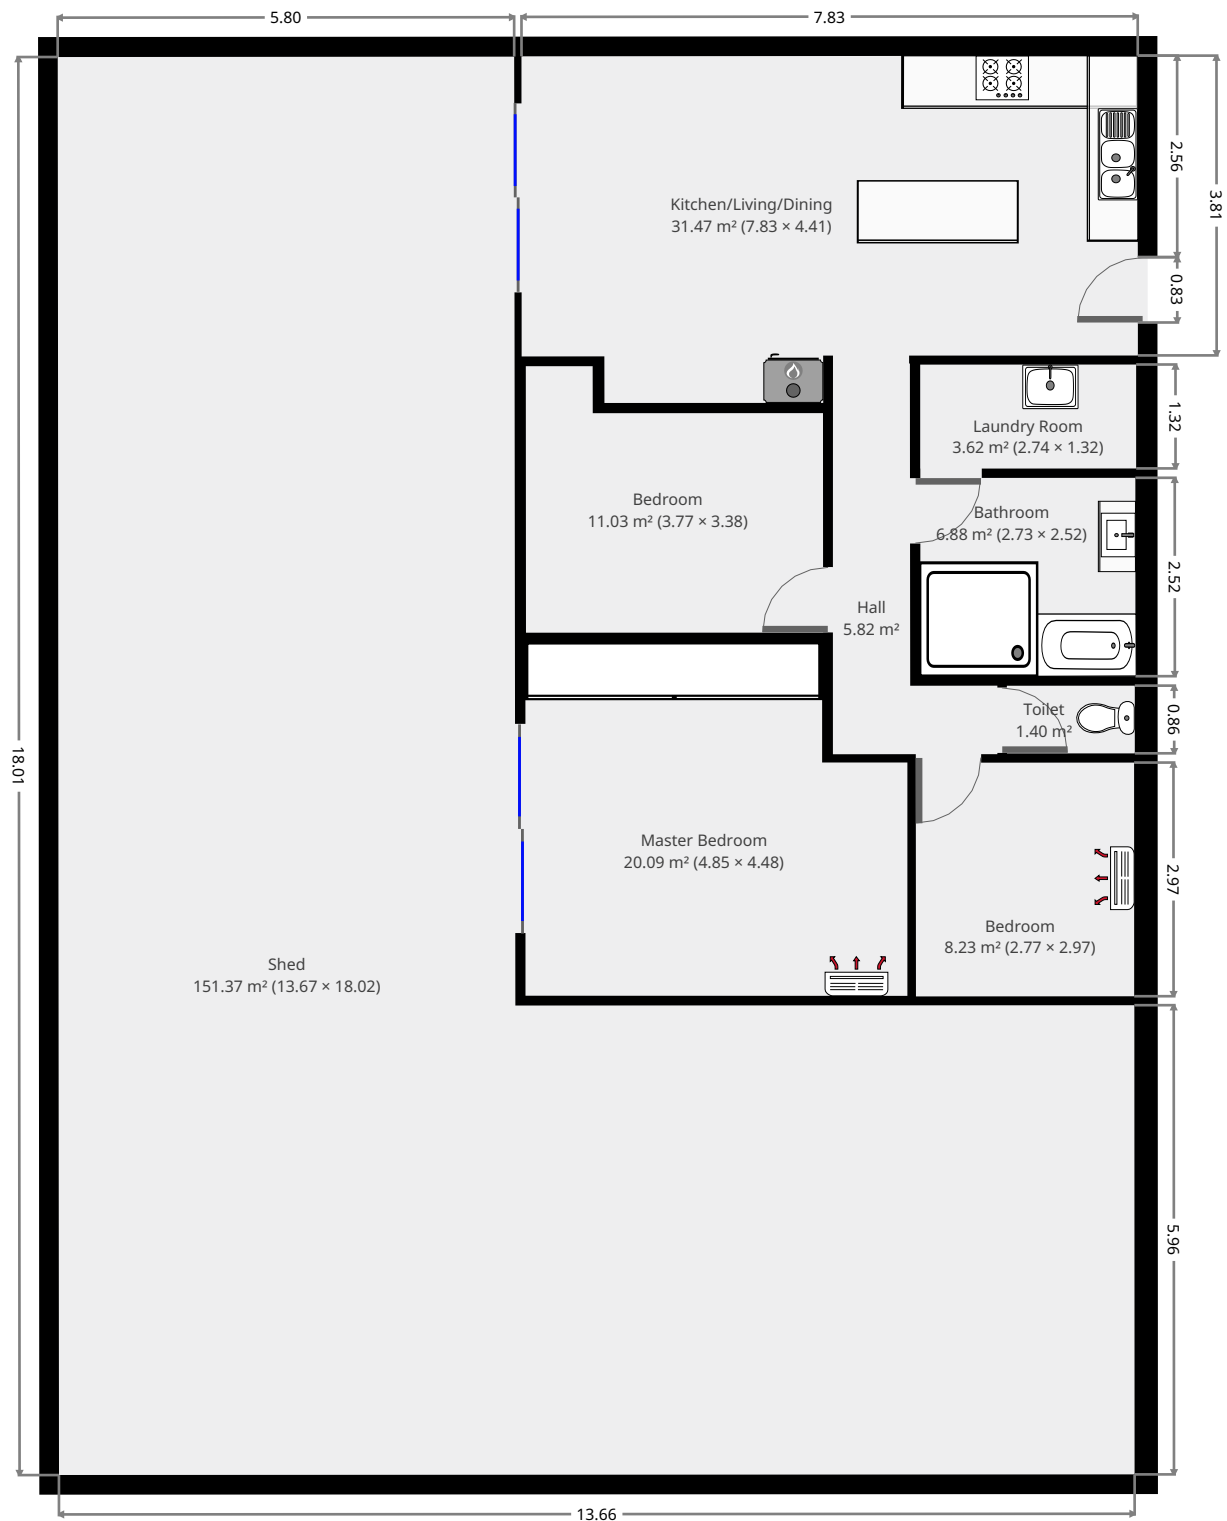 5.80
7.83
2.56
3.81
Kitchen/Living/Dining
31.47 m² (7.83 × 4.41)
0.83
1.32
Laundry Room
3.62 m² (2.74 × 1.32)
Bedroom
11.03 m² (3.77 × 3.38)
Bathroom
6.88 m² (2.73 × 2.52)
2.52
Hall
5.82 m²
Toilet
1.40 m²
0.86
18.01
Master Bedroom
20.09 m² (4.85 × 4.48)
2.97
Bedroom
8.23 m² (2.77 × 2.97)
Shed
151.37 m² (13.67 × 18.02)
5.96
13.66